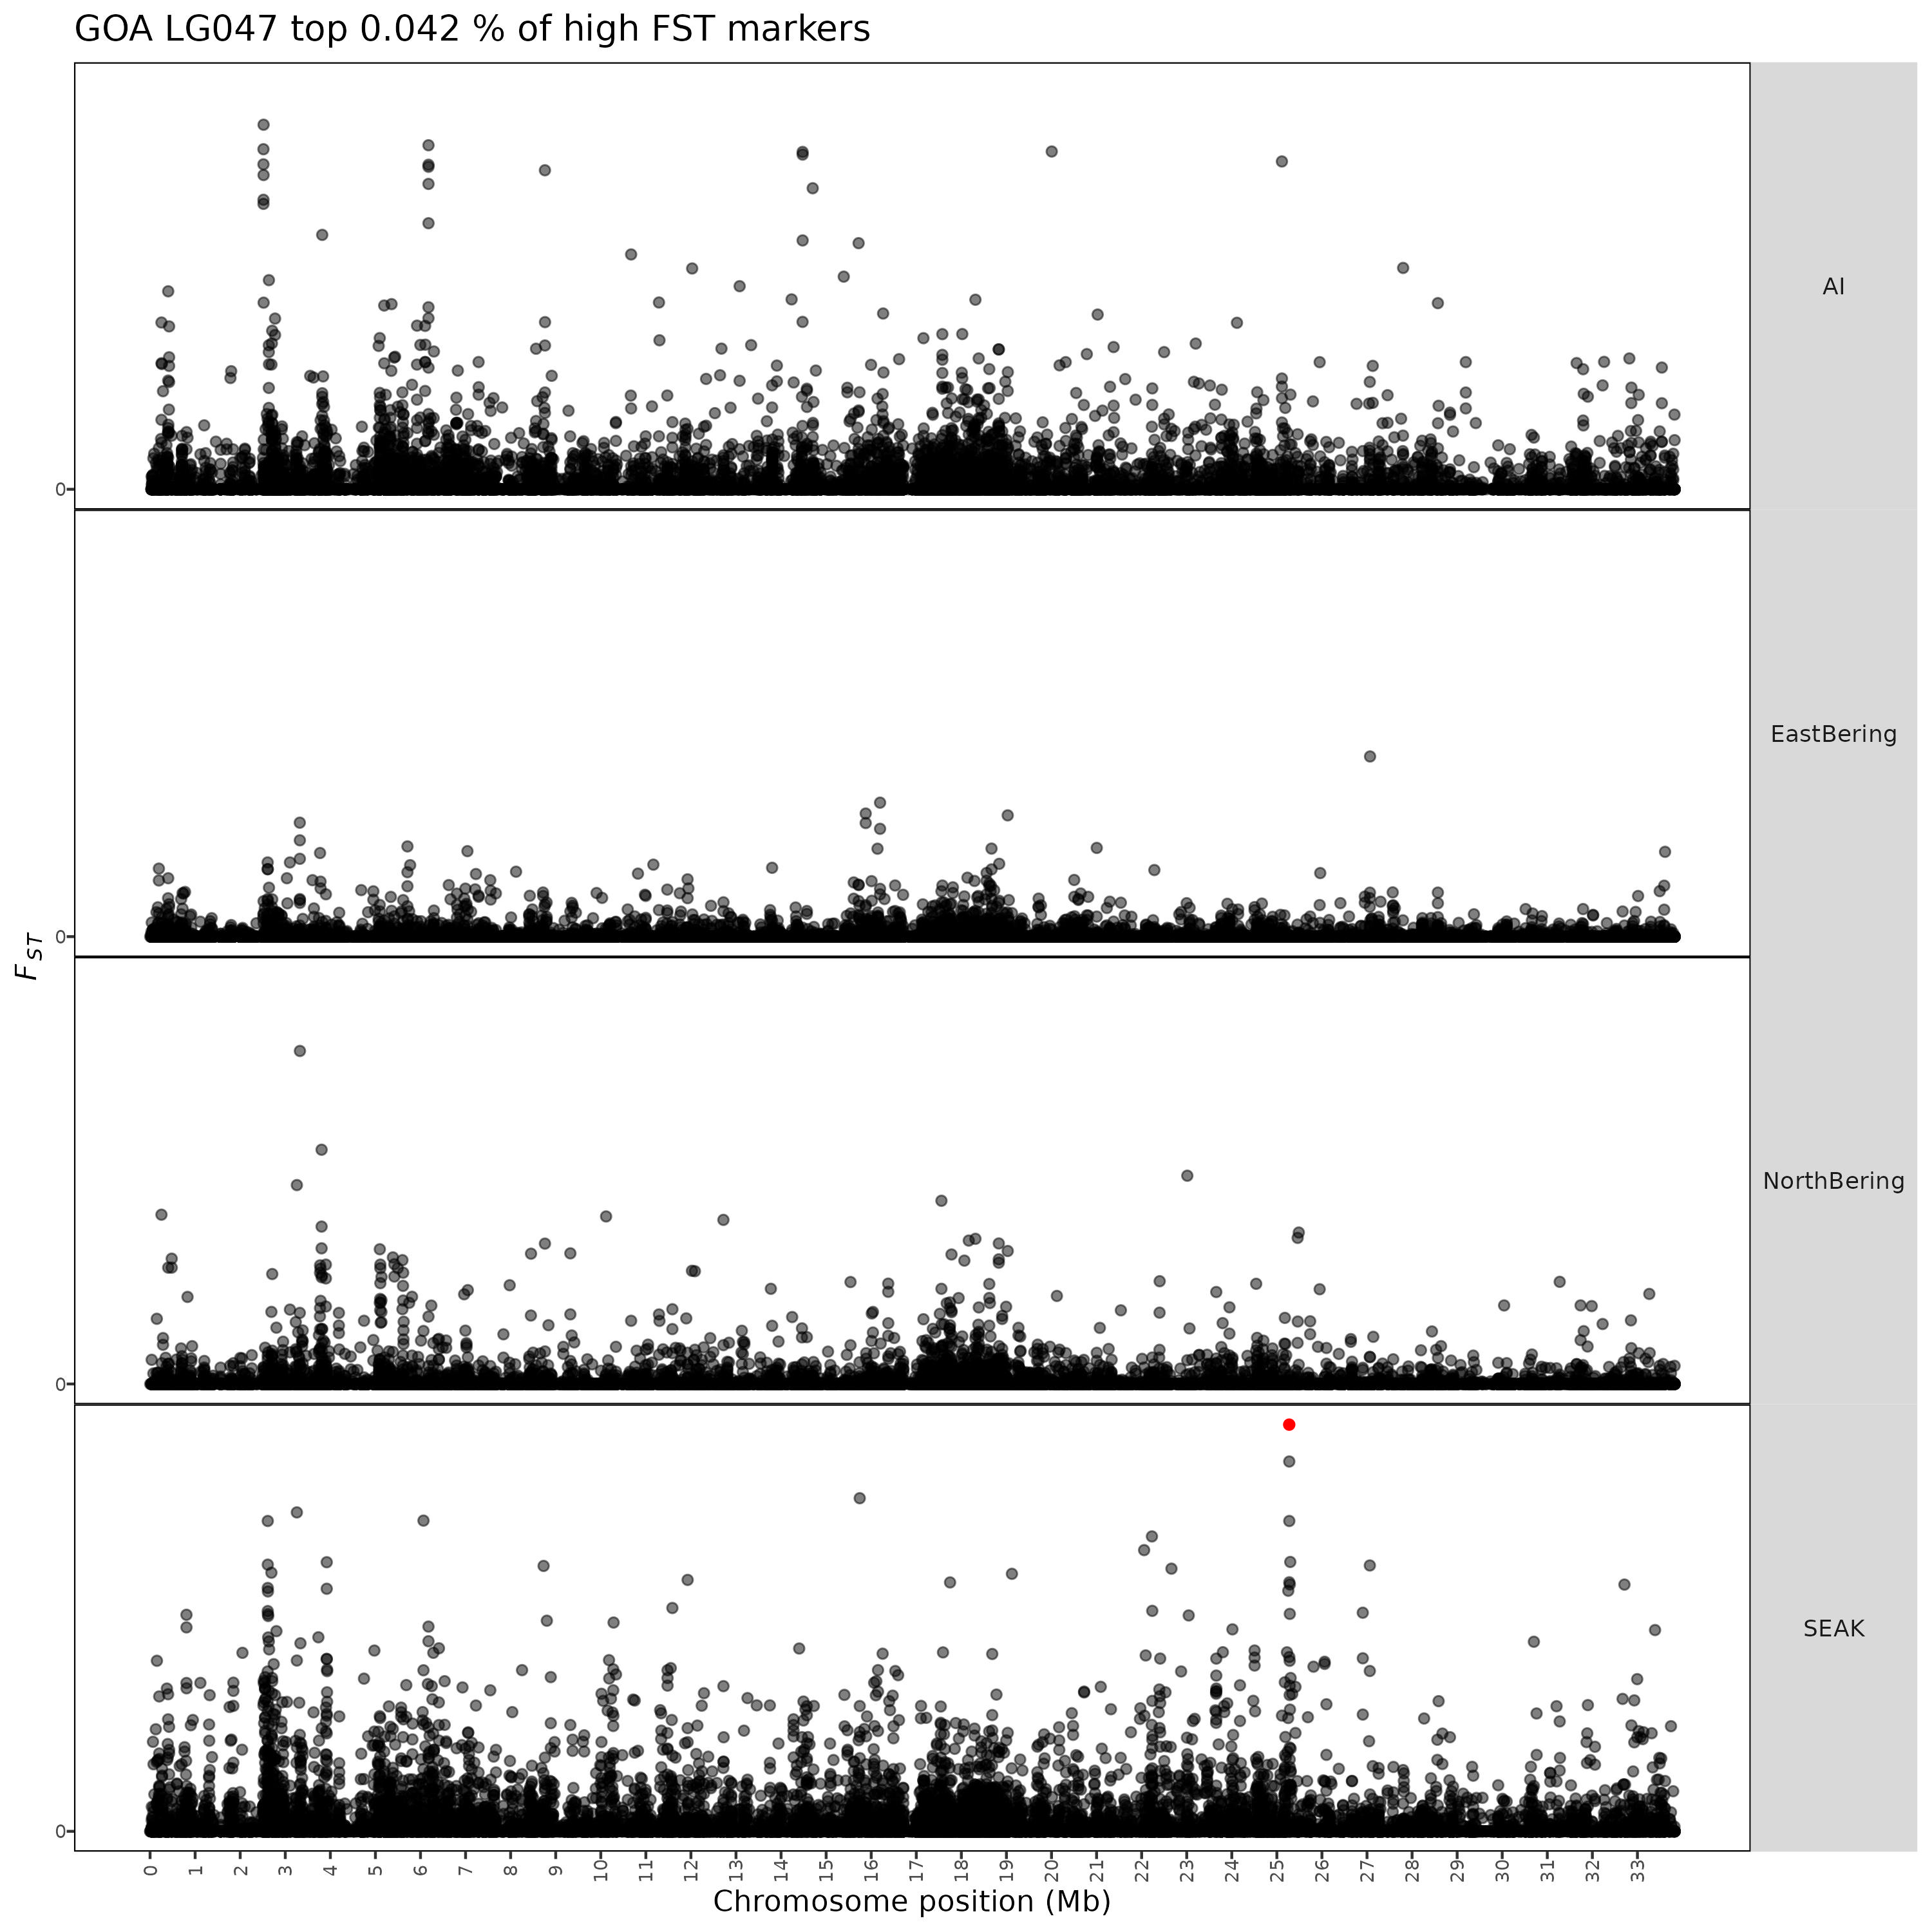 GOA LG047 top 0.042 % of high FST markers
AI
0
EastBering
0
FST
NorthBering
0
SEAK
0
0 1 2 3 4 5 6 7 8 9 10 11 12 13 14 15 16 17 18 19 20 21 22 23 24 25 26 27 28 29 30 31 32 33
Chromosome position (Mb)